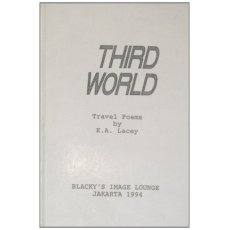 THIRD
WORLD
Travel Poems
by
E.A. Lacey
BLACKY'S IMAGE LOUNGE
JAKARTA 1994